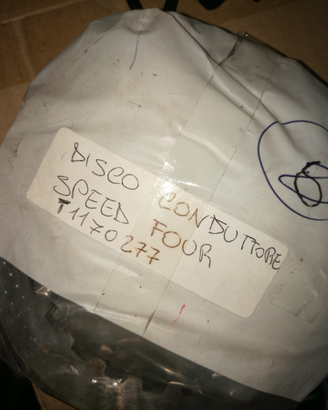 DISCO CONDUTTORE
SPEED FOUR
T1170277